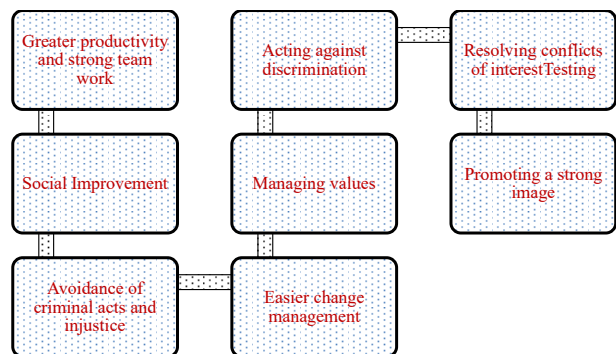 Greater productivity
and strong team
work
Social Improvement
Avoidance of
criminal acts and
injustice
Easier change
management
Managing values
Acting against
discrimination
Resolving conflicts
of interestTesting
Promoting a strong
image